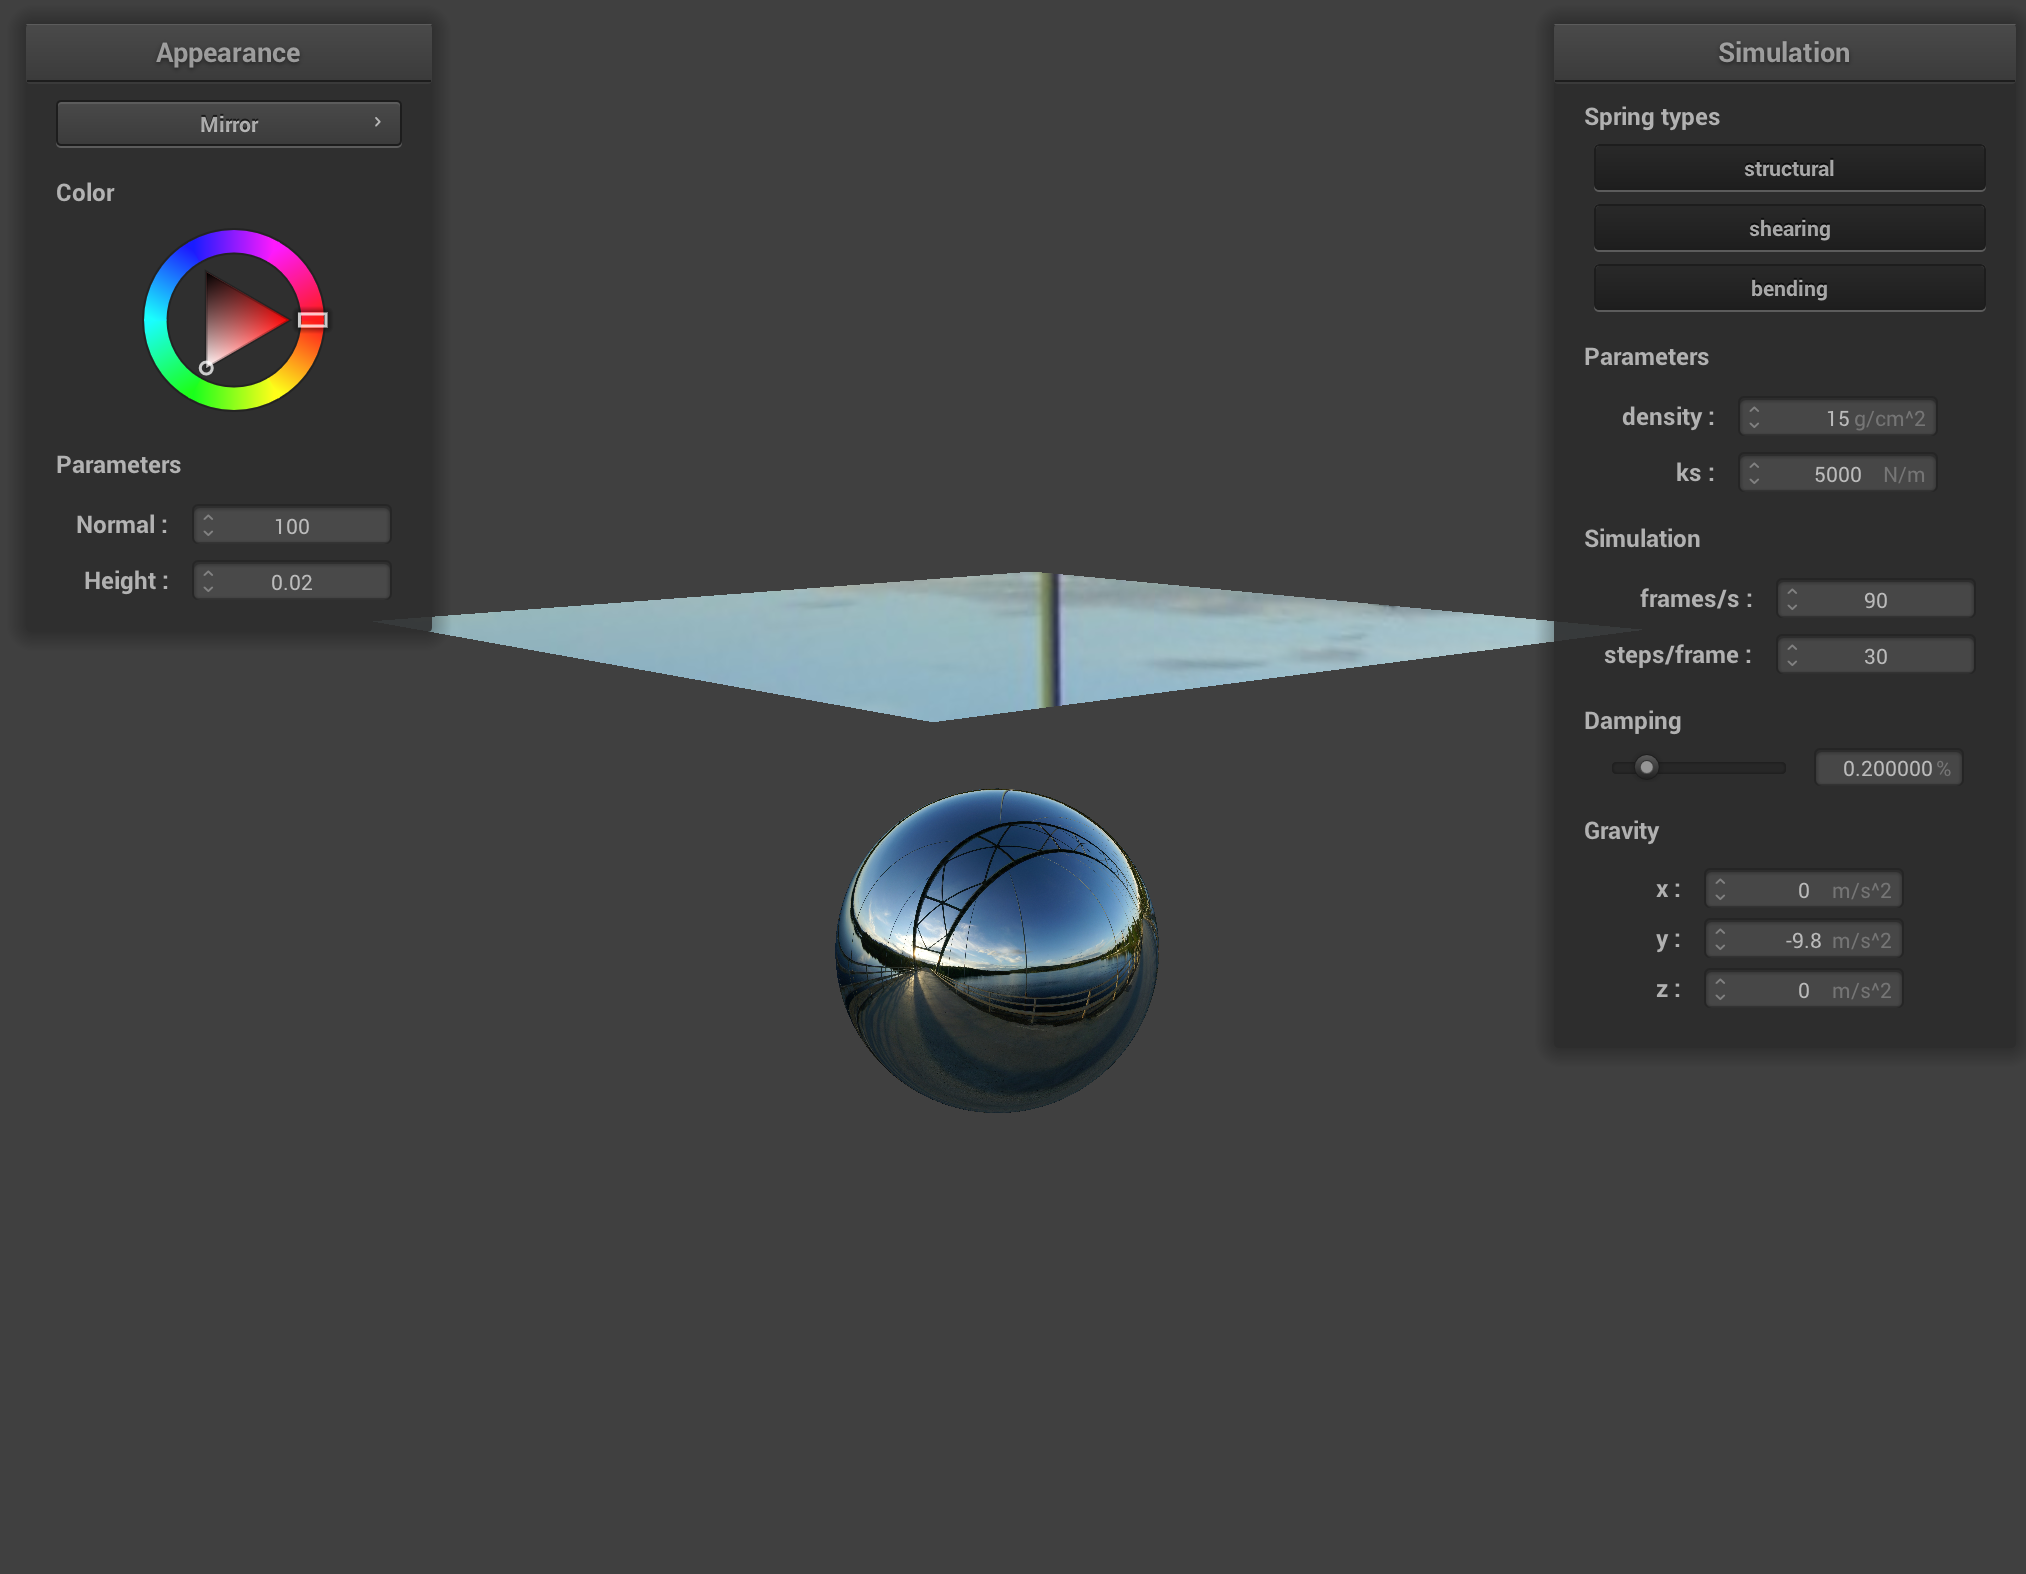 Appearance
Mirror
Color
Parameters
Normal : 100
Height : 0.02
Simulation
Spring types
structural
shearing
bending
Parameters
density : 15 g/cm^2
ks : 5000 N/m
Simulation
frames/s : 90
steps/frame : 30
Damping
0.200000 %
Gravity
x : 0 m/s^2
y : -9.8 m/s^2
z : 0 m/s^2